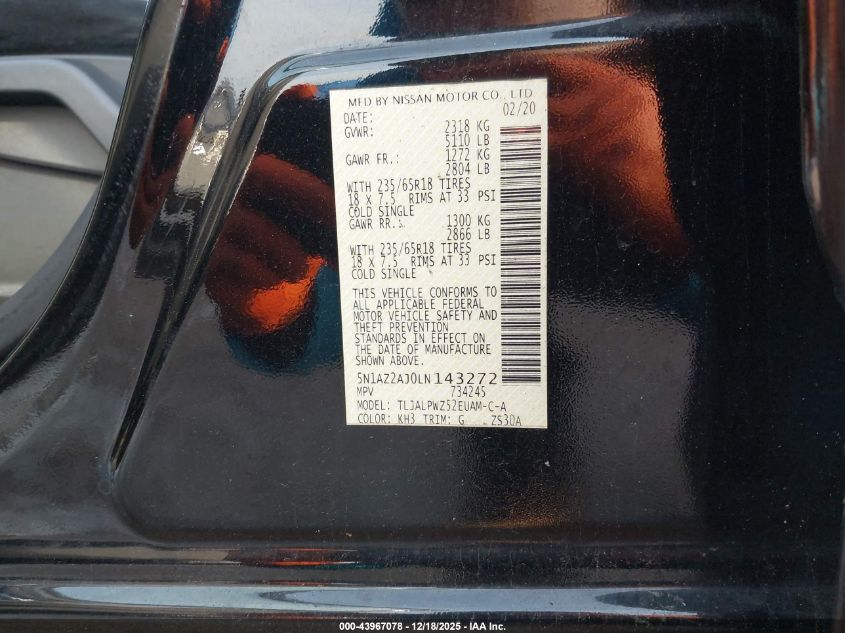 MFD BY NISSAN MOTOR CO., LTD.
DATE: 02/20
GVWR: 2318 KG
5110 LB
GAWR FR.: 1272 KG
2804 LB
WITH 235/65R18 TIRES
18 X 7.5 RIMS AT 33 PSI
COLD SINGLE
GAWR RR.: 1300 KG
2866 LB
WITH 235/65R18 TIRES
18 X 7.5 RIMS AT 33 PSI
COLD SINGLE
THIS VEHICLE CONFORMS TO
ALL APPLICABLE FEDERAL
MOTOR VEHICLE SAFETY AND
THEFT PREVENTION
STANDARDS IN EFFECT ON
THE DATE OF MANUFACTURE
SHOWN ABOVE.
5N1AZ2AJ0LN143272
MPV 734245
MODEL: TLJALPWZ52EUAM-C-A
COLOR: KH3 TRIM: G ZS30A
000-43967078 - 12/18/2025 - IAA Inc.